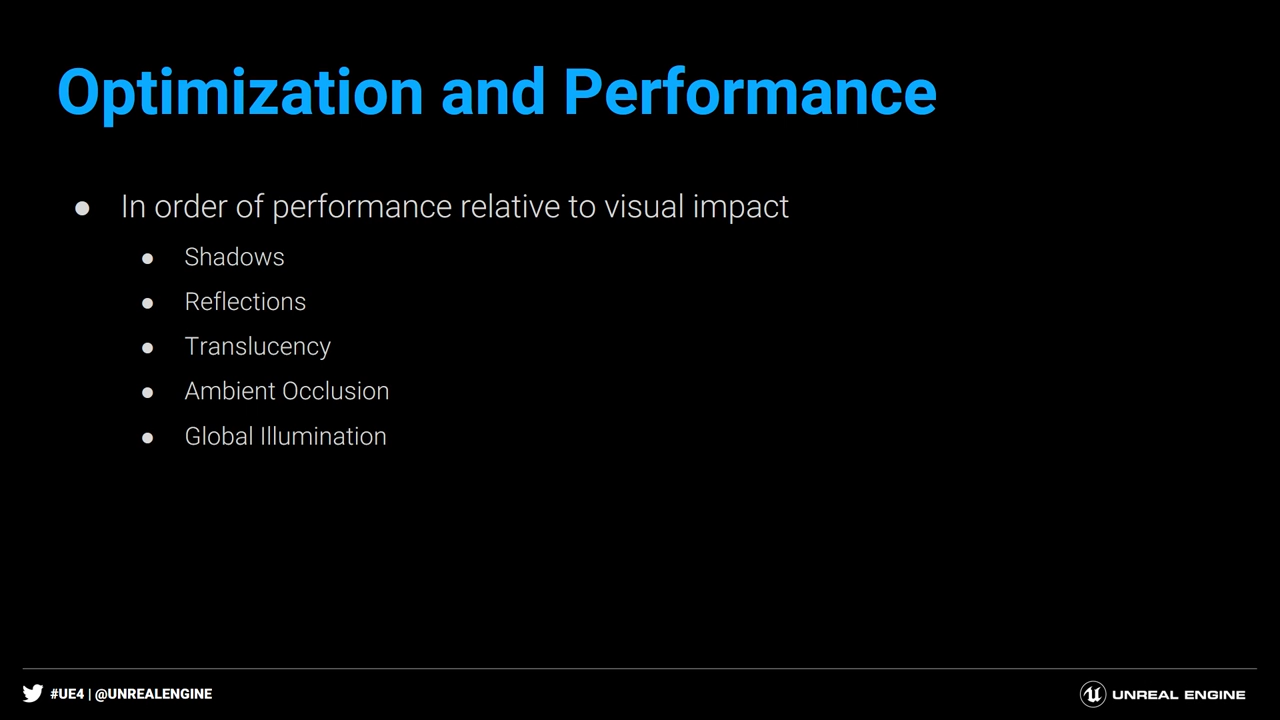 Optimization and Performance
● In order of performance relative to visual impact
● Shadows
● Reflections
● Translucency
● Ambient Occlusion
● Global Illumination
#UE4 | @UNREALENGINE
UNREAL ENGINE